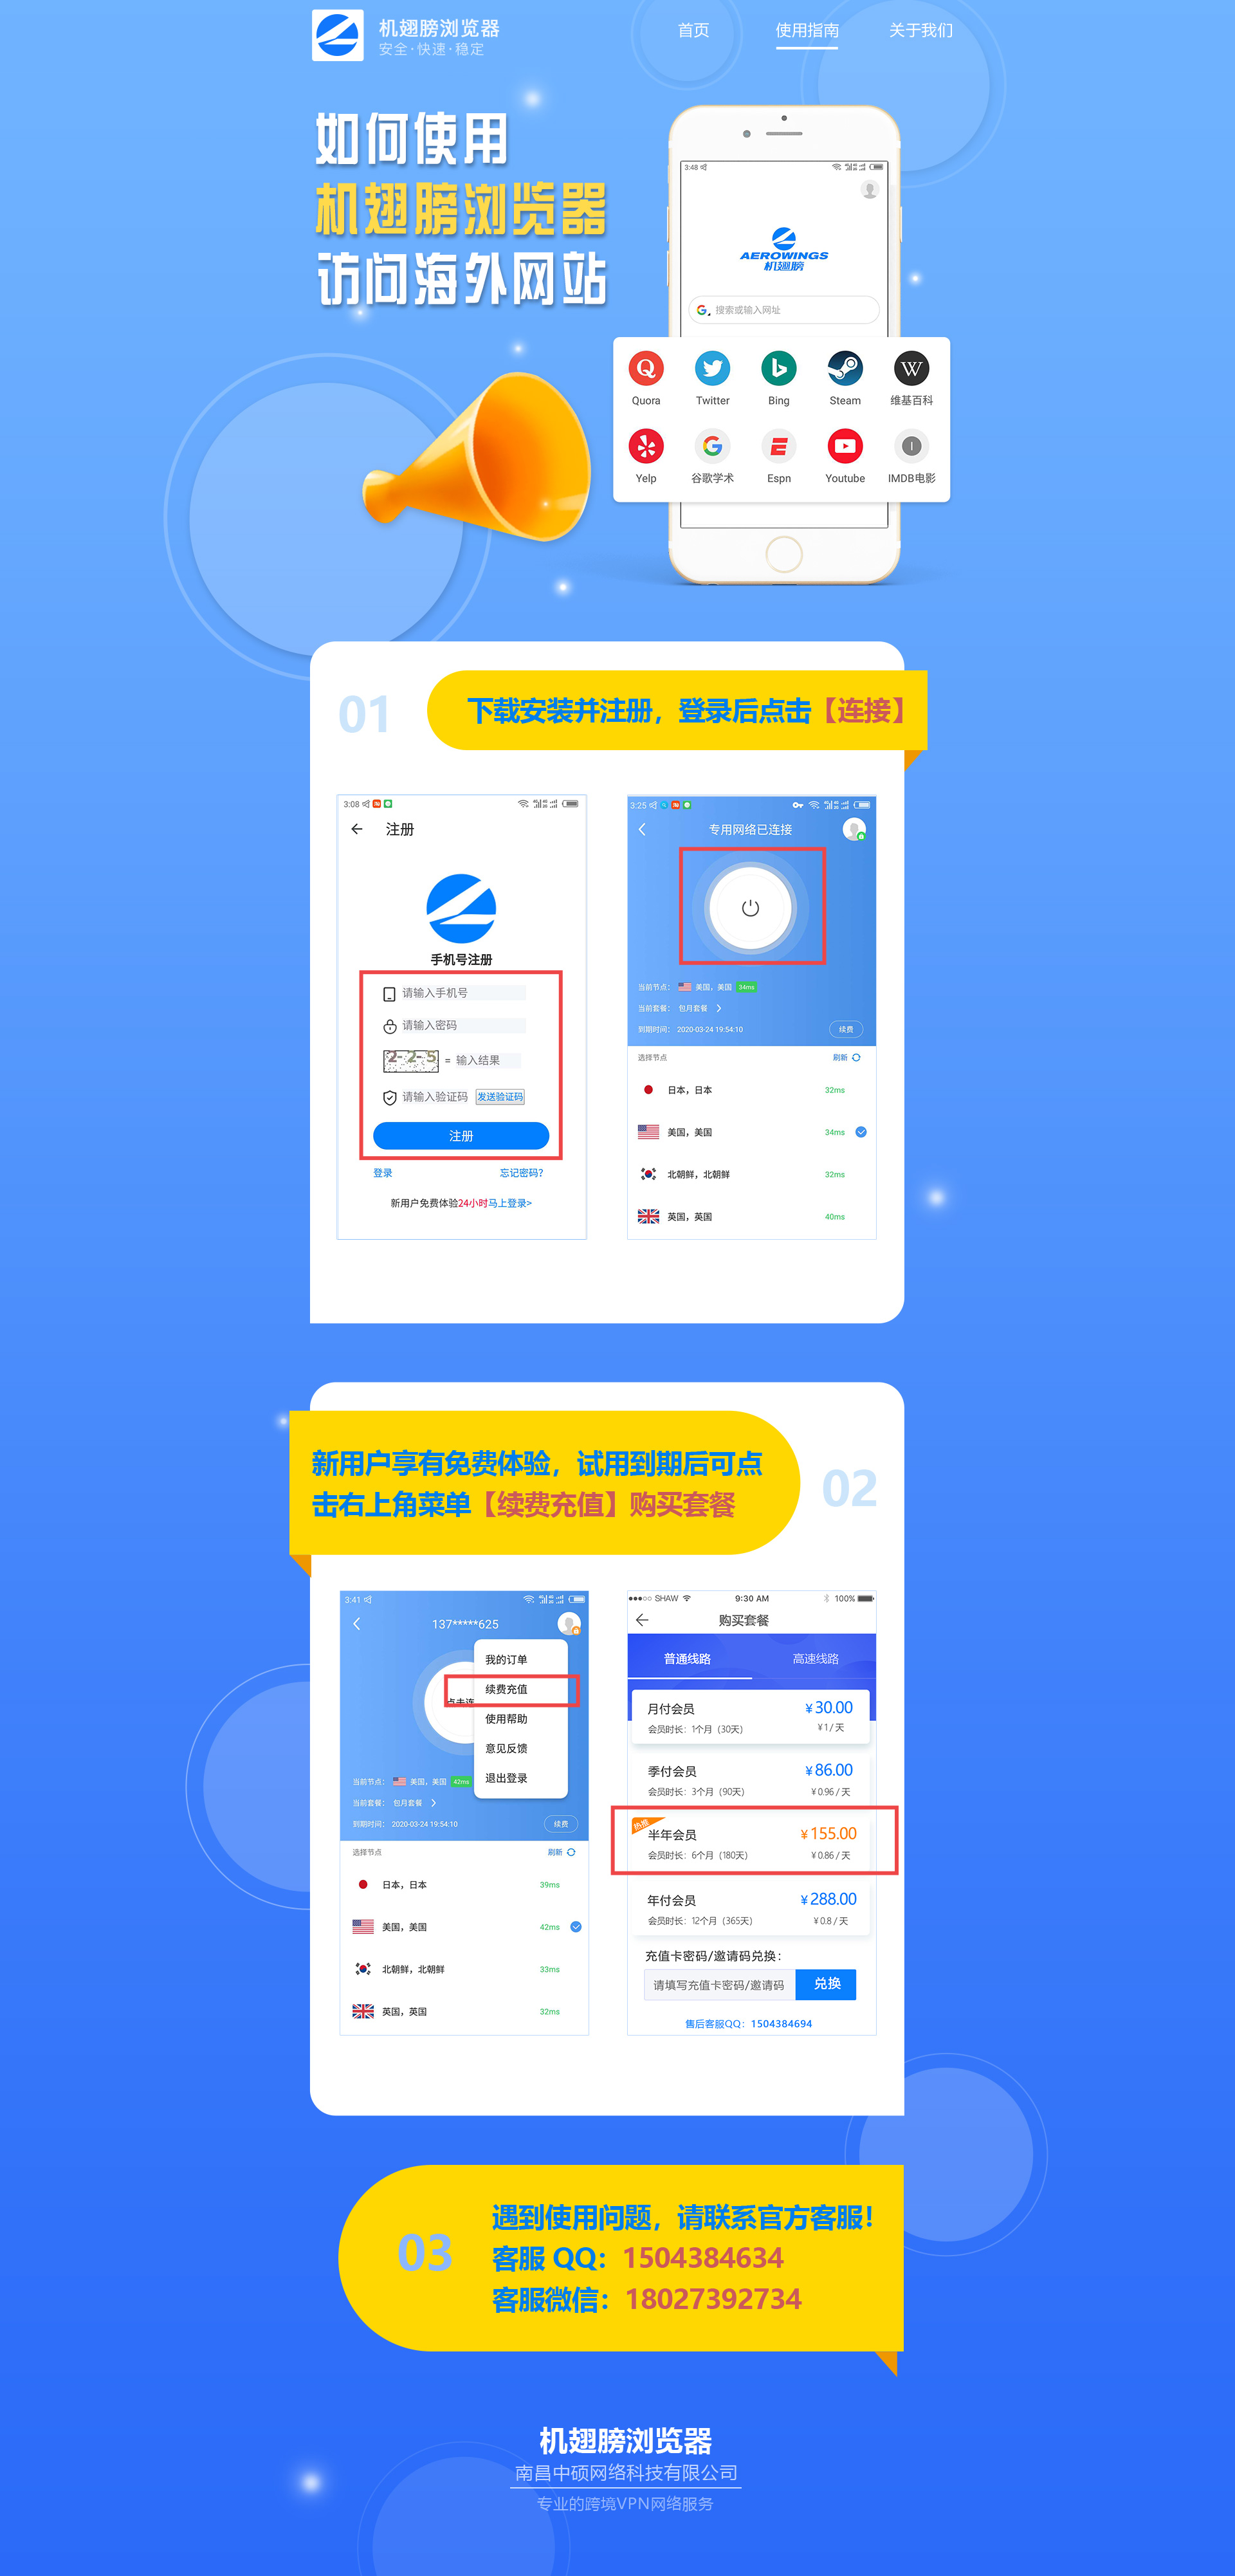 机翅膀浏览器
安全·快速·稳定
首页
使用指南
关于我们
如何使用
机翅膀浏览器
访问海外网站
3:48
AEROWINGS
机翅膀
搜索或输入网址
Quora
Twitter
Bing
Steam
维基百科
Yelp
谷歌学术
Espn
Youtube
IMDB电影
01
下载安装并注册，登录后点击【连接】
3:08
注册
手机号注册
请输入手机号
请输入密码
2-2-5 = 输入结果
请输入验证码 发送验证码
注册
登录
忘记密码?
新用户免费体验24小时马上登录>
3:25
专用网络已连接
当前节点： 美国，美国 34ms
当前套餐： 包月套餐
到期时间： 2020-03-24 19:54:10
续费
选择节点
刷新
日本，日本 32ms
美国，美国 34ms
北朝鲜，北朝鲜 32ms
英国，英国 40ms
新用户享有免费体验，试用到期后可点
击右上角菜单【续费充值】购买套餐
02
3:41
137*****625
我的订单
续费充值
点击连
使用帮助
意见反馈
退出登录
当前节点： 美国，美国 42ms
当前套餐： 包月套餐
到期时间： 2020-03-24 19:54:10
续费
选择节点
刷新
日本，日本 39ms
美国，美国 42ms
北朝鲜，北朝鲜 33ms
英国，英国 32ms
SHAW 9:30 AM 100%
购买套餐
普通线路
高速线路
月付会员 ¥30.00
会员时长：1个月（30天） ¥1/天
季付会员 ¥86.00
会员时长：3个月（90天） ¥0.96/天
热推
半年会员 ¥155.00
会员时长：6个月（180天） ¥0.86/天
年付会员 ¥288.00
会员时长：12个月（365天） ¥0.8/天
充值卡密码/邀请码兑换：
请填写充值卡密码/邀请码 兑换
售后客服QQ：1504384694
03
遇到使用问题，请联系官方客服！
客服 QQ：1504384634
客服微信：18027392734
机翅膀浏览器
南昌中硕网络科技有限公司
专业的跨境VPN网络服务